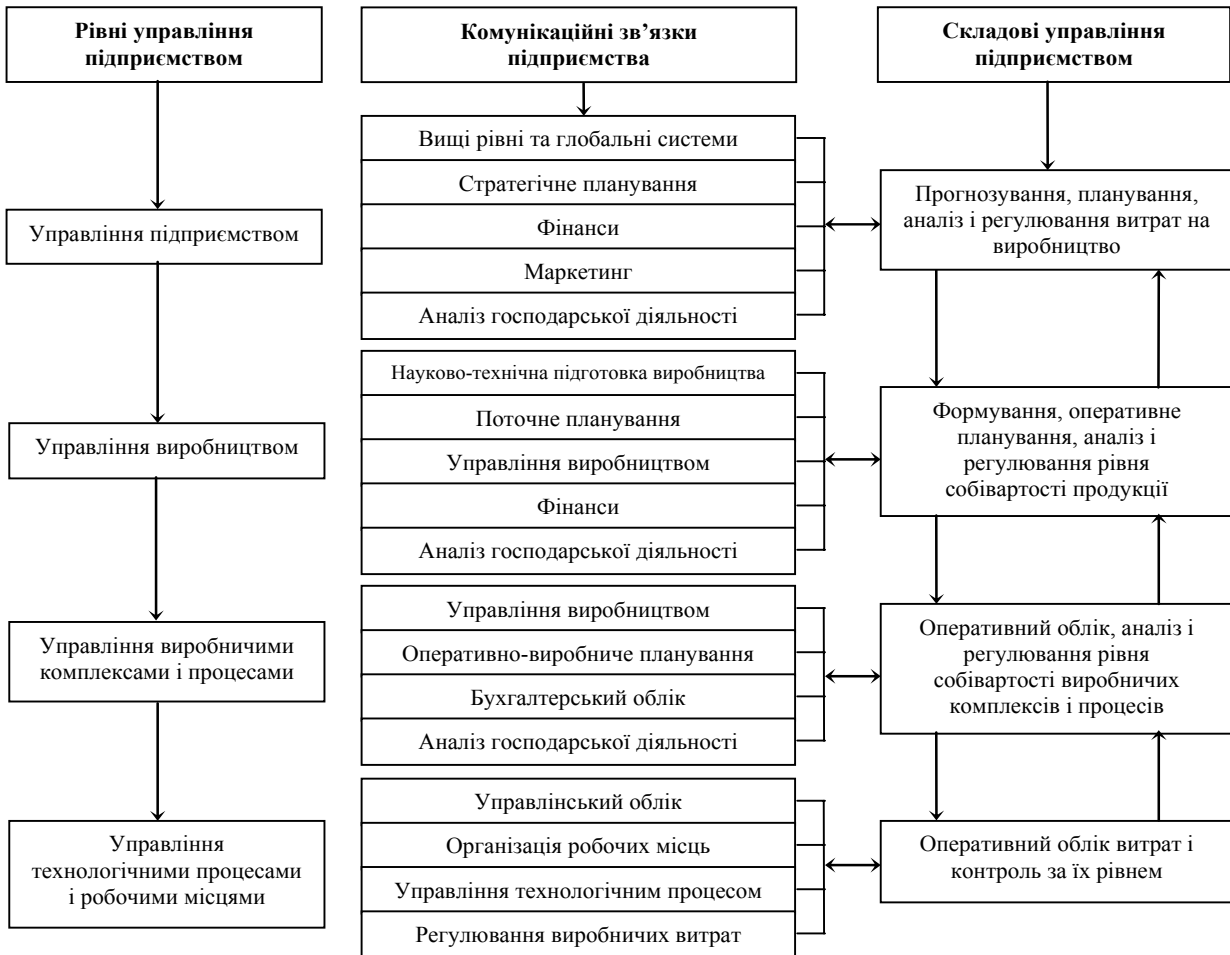 Рівні управління
підприємством
Комунікаційні зв’язки
підприємства
Складові управління
підприємством
Вищі рівні та глобальні системи
Стратегічне планування
Фінанси
Маркетинг
Аналіз господарської діяльності
Управління підприємством
Прогнозування, планування,
аналіз і регулювання витрат на
виробництво
Науково-технічна підготовка виробництва
Поточне планування
Управління виробництвом
Фінанси
Аналіз господарської діяльності
Управління виробництвом
Формування, оперативне
планування, аналіз і
регулювання рівня
собівартості продукції
Управління виробництвом
Оперативно-виробниче планування
Бухгалтерський облік
Аналіз господарської діяльності
Управління виробничими
комплексами і процесами
Оперативний облік, аналіз і
регулювання рівня
собівартості виробничих
комплексів і процесів
Управлінський облік
Організація робочих місць
Управління технологічним процесом
Регулювання виробничих витрат
Управління
технологічними процесами
і робочими місцями
Оперативний облік витрат і
контроль за їх рівнем